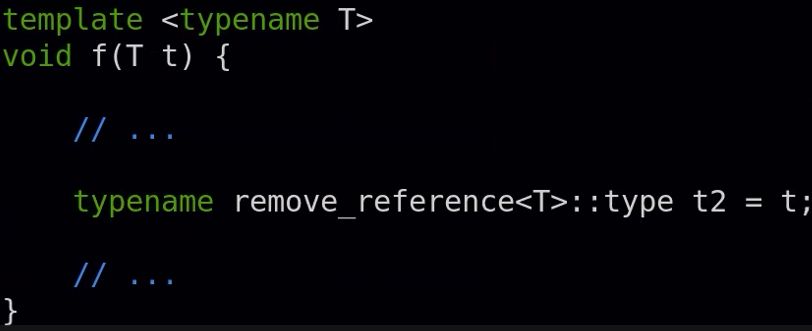 template <typename T>
void f(T t) {
// ...
typename remove_reference<T>::type t2 = t;
// ...
}